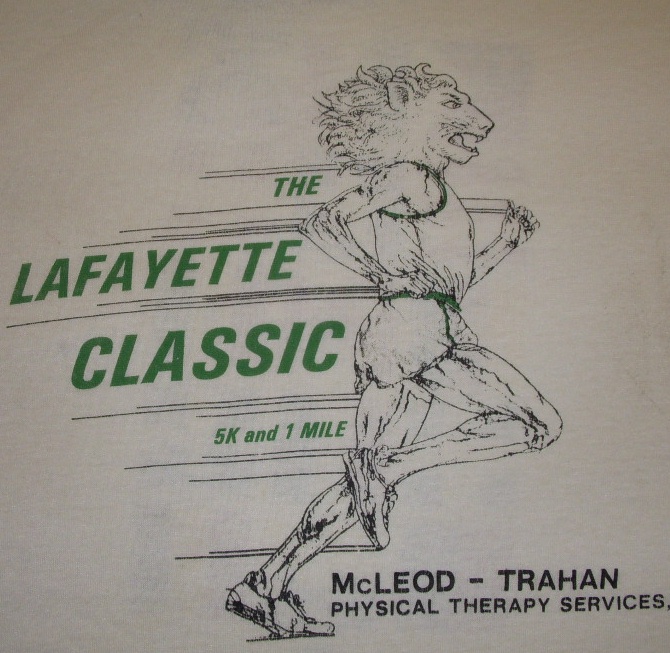 THE
LAFAYETTE
CLASSIC
5K and 1 MILE
McLEOD - TRAHAN
PHYSICAL THERAPY SERVICES,